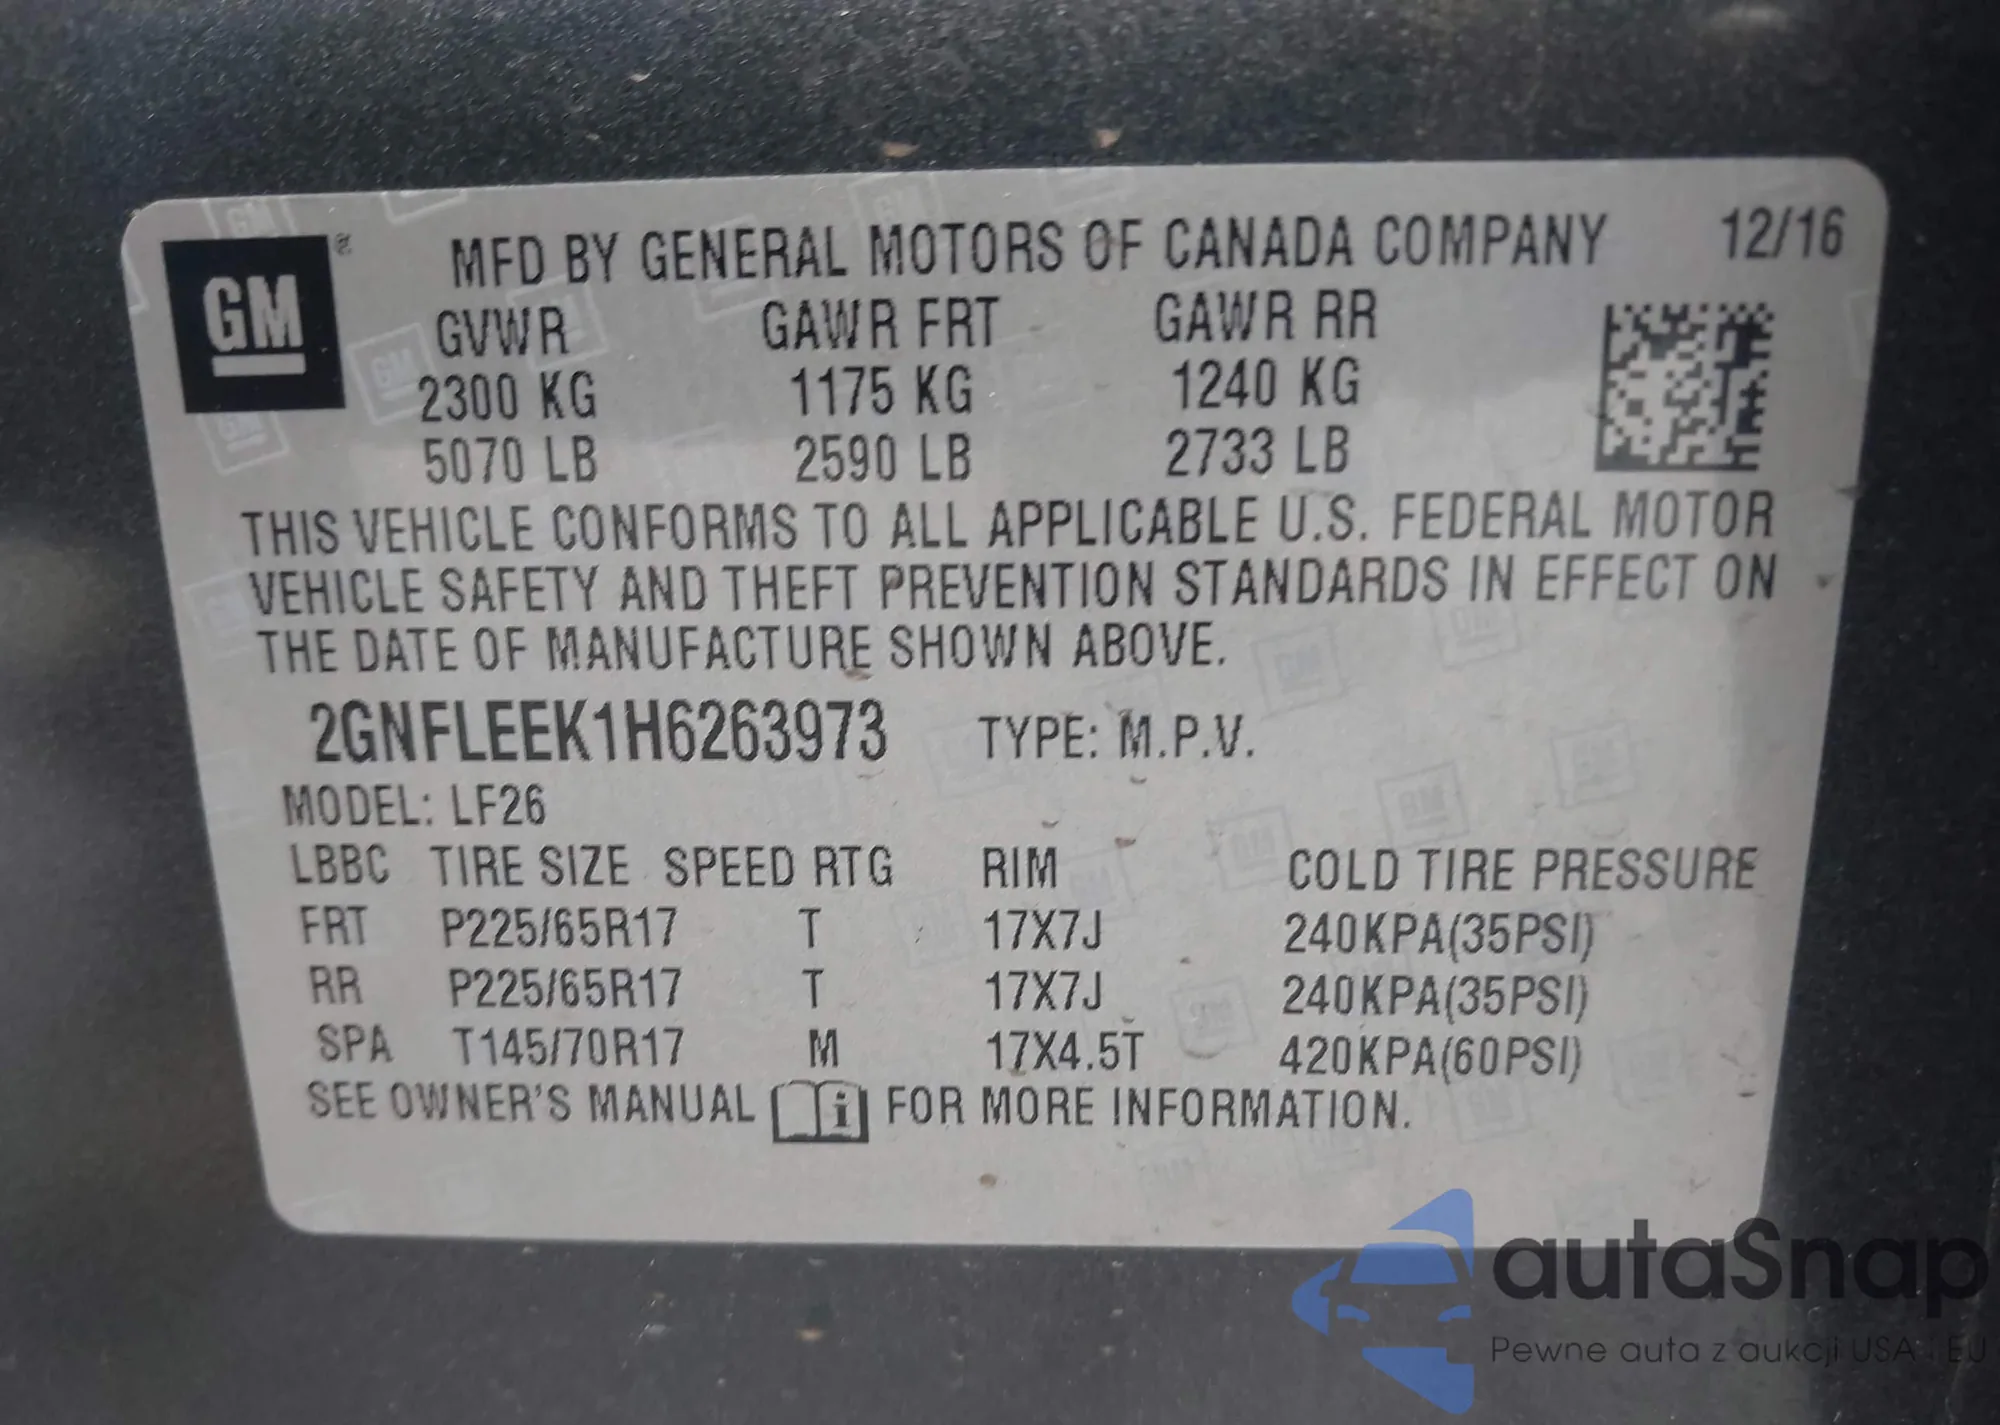 GM
MFD BY GENERAL MOTORS OF CANADA COMPANY 12/16
GVWR GAWR FRT GAWR RR
2300 KG 1175 KG 1240 KG
5070 LB 2590 LB 2733 LB
THIS VEHICLE CONFORMS TO ALL APPLICABLE U.S. FEDERAL MOTOR
VEHICLE SAFETY AND THEFT PREVENTION STANDARDS IN EFFECT ON
THE DATE OF MANUFACTURE SHOWN ABOVE.
2GNFLEEK1H6263973 TYPE: M.P.V.
MODEL: LF26
LBBC TIRE SIZE SPEED RTG RIM COLD TIRE PRESSURE
FRT P225/65R17 T 17X7J 240KPA(35PSI)
RR P225/65R17 T 17X7J 240KPA(35PSI)
SPA T145/70R17 M 17X4.5T 420KPA(60PSI)
SEE OWNER'S MANUAL i FOR MORE INFORMATION.
autaSnap
Pewne auta z aukcji USA i EU